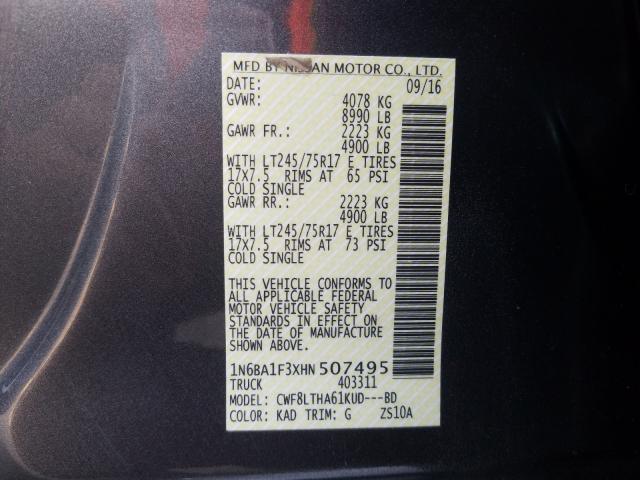 MFD BY NISSAN MOTOR CO., LTD.
DATE: 09/16
GVWR: 4078 KG
8990 LB
GAWR FR.: 2223 KG
4900 LB
WITH LT245/75R17 E TIRES
17X7.5 RIMS AT 65 PSI
COLD SINGLE
GAWR RR.: 2223 KG
4900 LB
WITH LT245/75R17 E TIRES
17X7.5 RIMS AT 73 PSI
COLD SINGLE
THIS VEHICLE CONFORMS TO
ALL APPLICABLE FEDERAL
MOTOR VEHICLE SAFETY
STANDARDS IN EFFECT ON
THE DATE OF MANUFACTURE
SHOWN ABOVE.
1N6BA1F3XHN507495
TRUCK 403311
MODEL: CWF8LTHA61KUD---BD
COLOR: KAD TRIM: G ZS10A